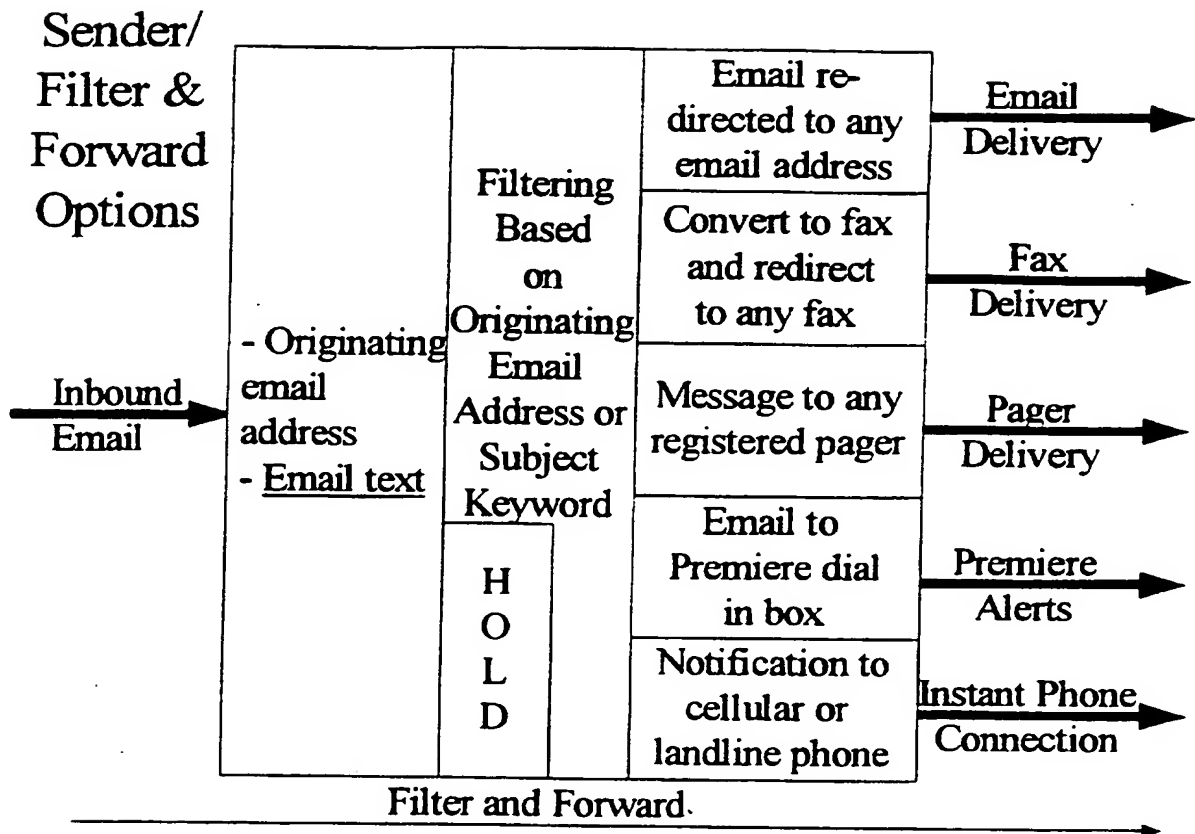 Sender/
Filter &
Forward
Options
Inbound
Email
- Originating
email
address
- Email text
Filtering
Based
on
Originating
Email
Address or
Subject
Keyword
H
O
L
D
Email re-
directed to any
email address
Convert to fax
and redirect
to any fax
Message to any
registered pager
Email to
Premiere dial
in box
Notification to
cellular or
landline phone
Email
Delivery
Fax
Delivery
Pager
Delivery
Premiere
Alerts
Instant Phone
Connection
Filter and Forward